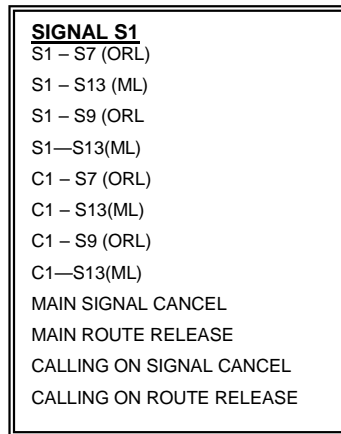 SIGNAL S1
S1 – S7 (ORL)
S1 – S13 (ML)
S1 – S9 (ORL
S1—S13(ML)
C1 – S7 (ORL)
C1 – S13(ML)
C1 – S9 (ORL)
C1—S13(ML)
MAIN SIGNAL CANCEL
MAIN ROUTE RELEASE
CALLING ON SIGNAL CANCEL
CALLING ON ROUTE RELEASE